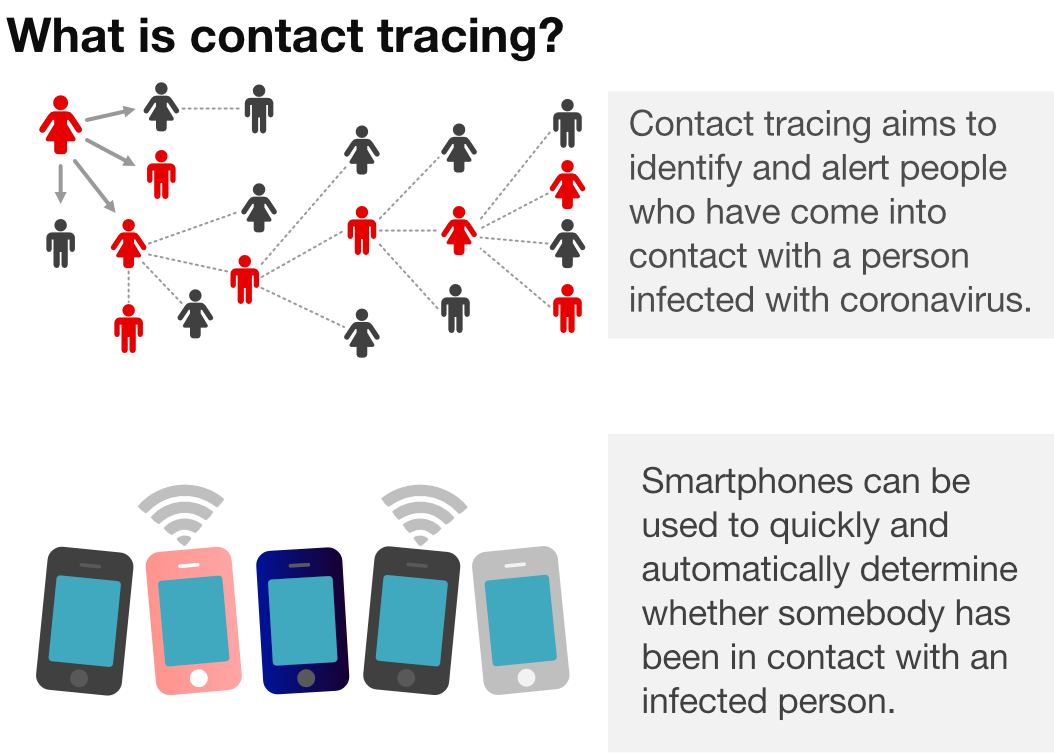 What is contact tracing?
Contact tracing aims to
identify and alert people
who have come into
contact with a person
infected with coronavirus.
Smartphones can be
used to quickly and
automatically determine
whether somebody has
been in contact with an
infected person.